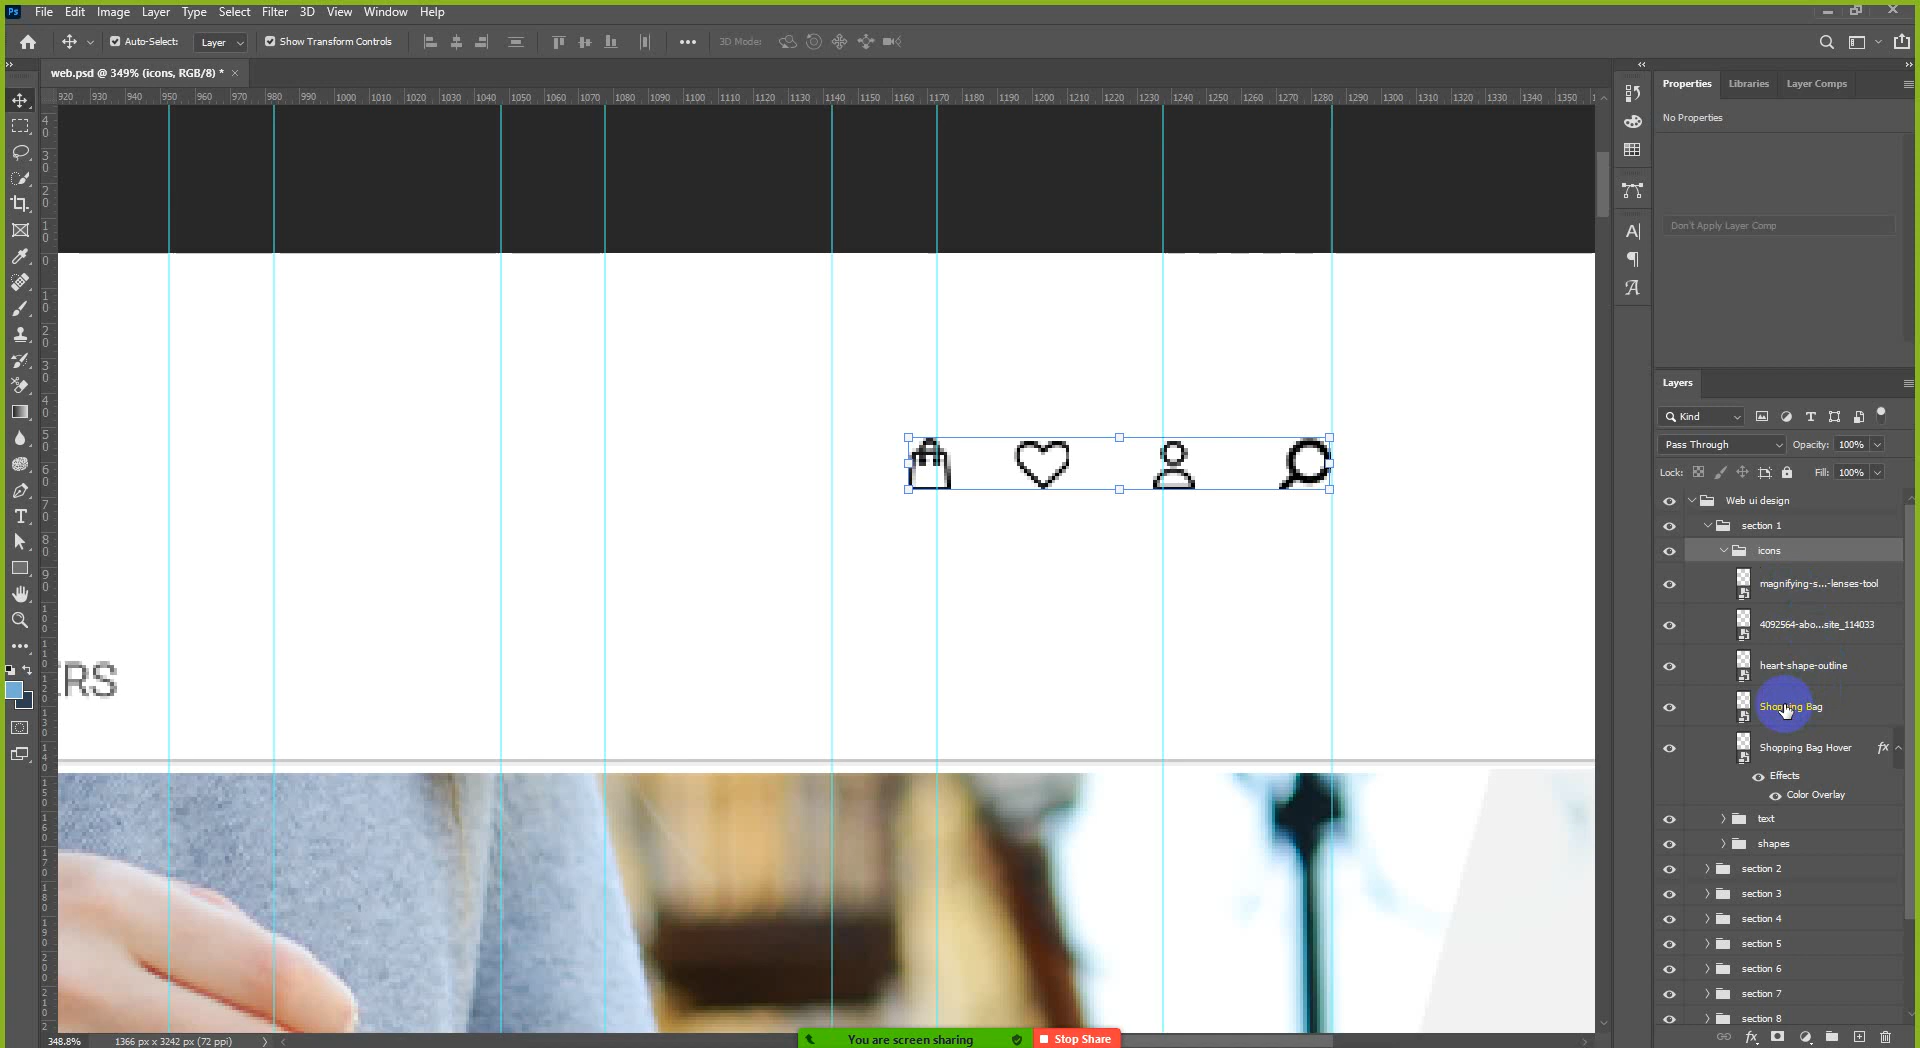 Ps File Edit Image Layer Type Select Filter 3D View Window Help
Auto-Select: Layer Show Transform Controls 3D Mode:
web.psd @ 349% (icons, RGB/8) *
920 930 940 950 960 970 980 990 1000 1010 1020 1030 1040 1050 1060 1070 1080 1090 1100 1110 1120 1130 1140 1150 1160 1170 1180 1190 1200 1210 1220 1230 1240 1250 1260 1270 1280 1290 1300 1310 1320 1330 1340 1350
Properties Libraries Layer Comps
No Properties
Don't Apply Layer Comp
Layers
Kind
Pass Through Opacity: 100%
Lock: Fill: 100%
Web ui design
section 1
icons
magnifying-s...-lenses-tool
4092564-abo...site_114033
heart-shape-outline
Shopping Bag
Shopping Bag Hover fx
Effects
Color Overlay
text
shapes
section 2
section 3
section 4
section 5
section 6
section 7
section 8
ERS
348.8% 1366 px x 3242 px (72 ppi)
You are screen sharing Stop Share